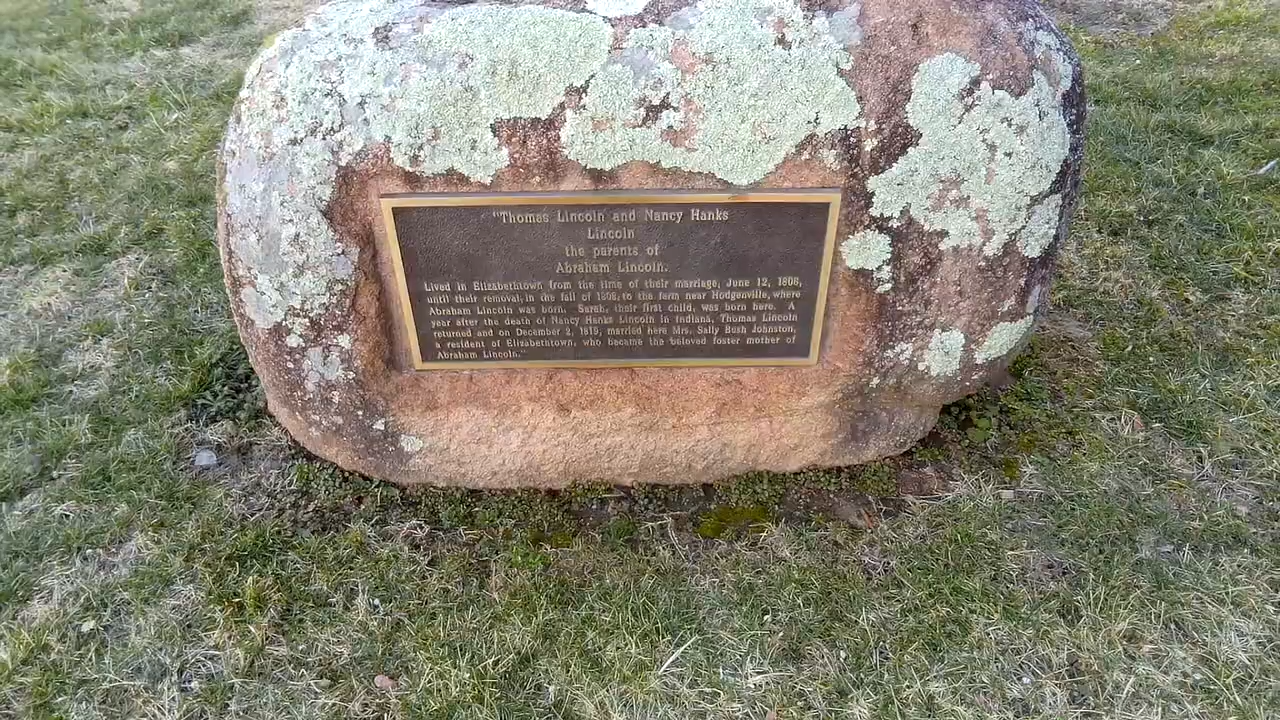 "Thomas Lincoln and Nancy Hanks
Lincoln
the parents of
Abraham Lincoln.
Lived in Elizabethtown from the time of their marriage, June 12, 1806,
until their removal, in the fall of 1808, to the farm near Hodgenville, where
Abraham Lincoln was born. Sarah, their first child, was born here. A
year after the death of Nancy Hanks Lincoln in Indiana, Thomas Lincoln
returned and on December 2, 1819, married here Mrs. Sally Bush Johnston,
a resident of Elizabethtown, who became the beloved foster mother of
Abraham Lincoln."